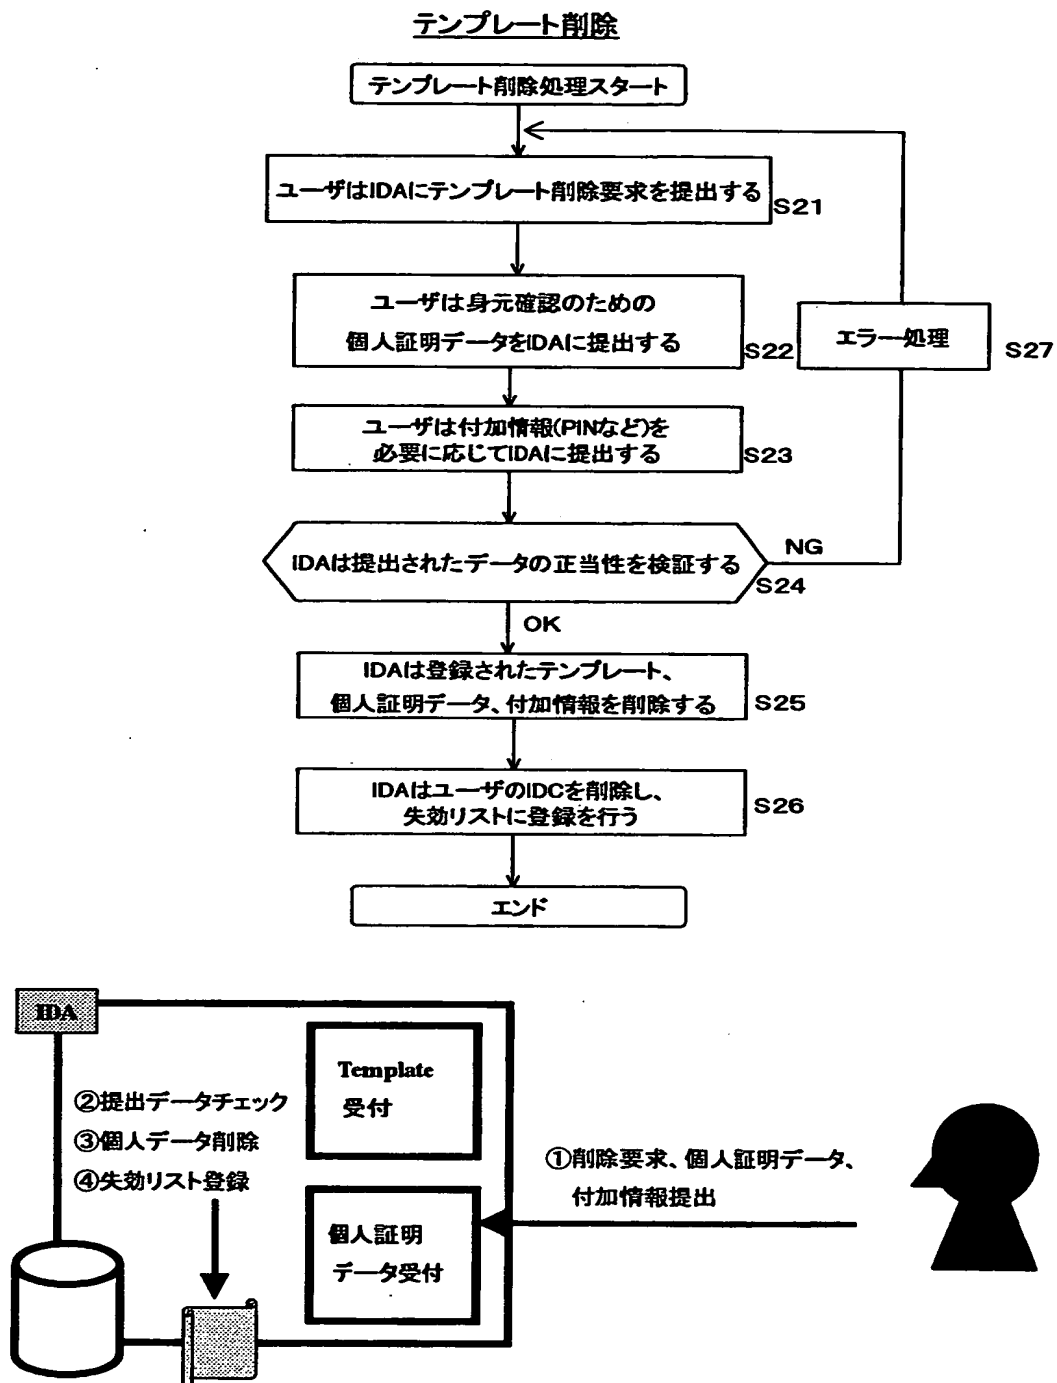 テンプレート削除
テンプレート削除処理スタート
ユーザはIDAにテンプレート削除要求を提出する
S21
ユーザは身元確認のための
個人証明データをIDAに提出する
S22
エラー処理
S27
ユーザは付加情報(PINなど)を
必要に応じてIDAに提出する
S23
IDAは提出されたデータの正当性を検証する
NG
S24
OK
IDAは登録されたテンプレート、
個人証明データ、付加情報を削除する
S25
IDAはユーザのIDCを削除し、
失効リストに登録を行う
S26
エンド
IDA
Template
受付
②提出データチェック
③個人データ削除
④失効リスト登録
①削除要求、個人証明データ、
付加情報提出
個人証明
データ受付